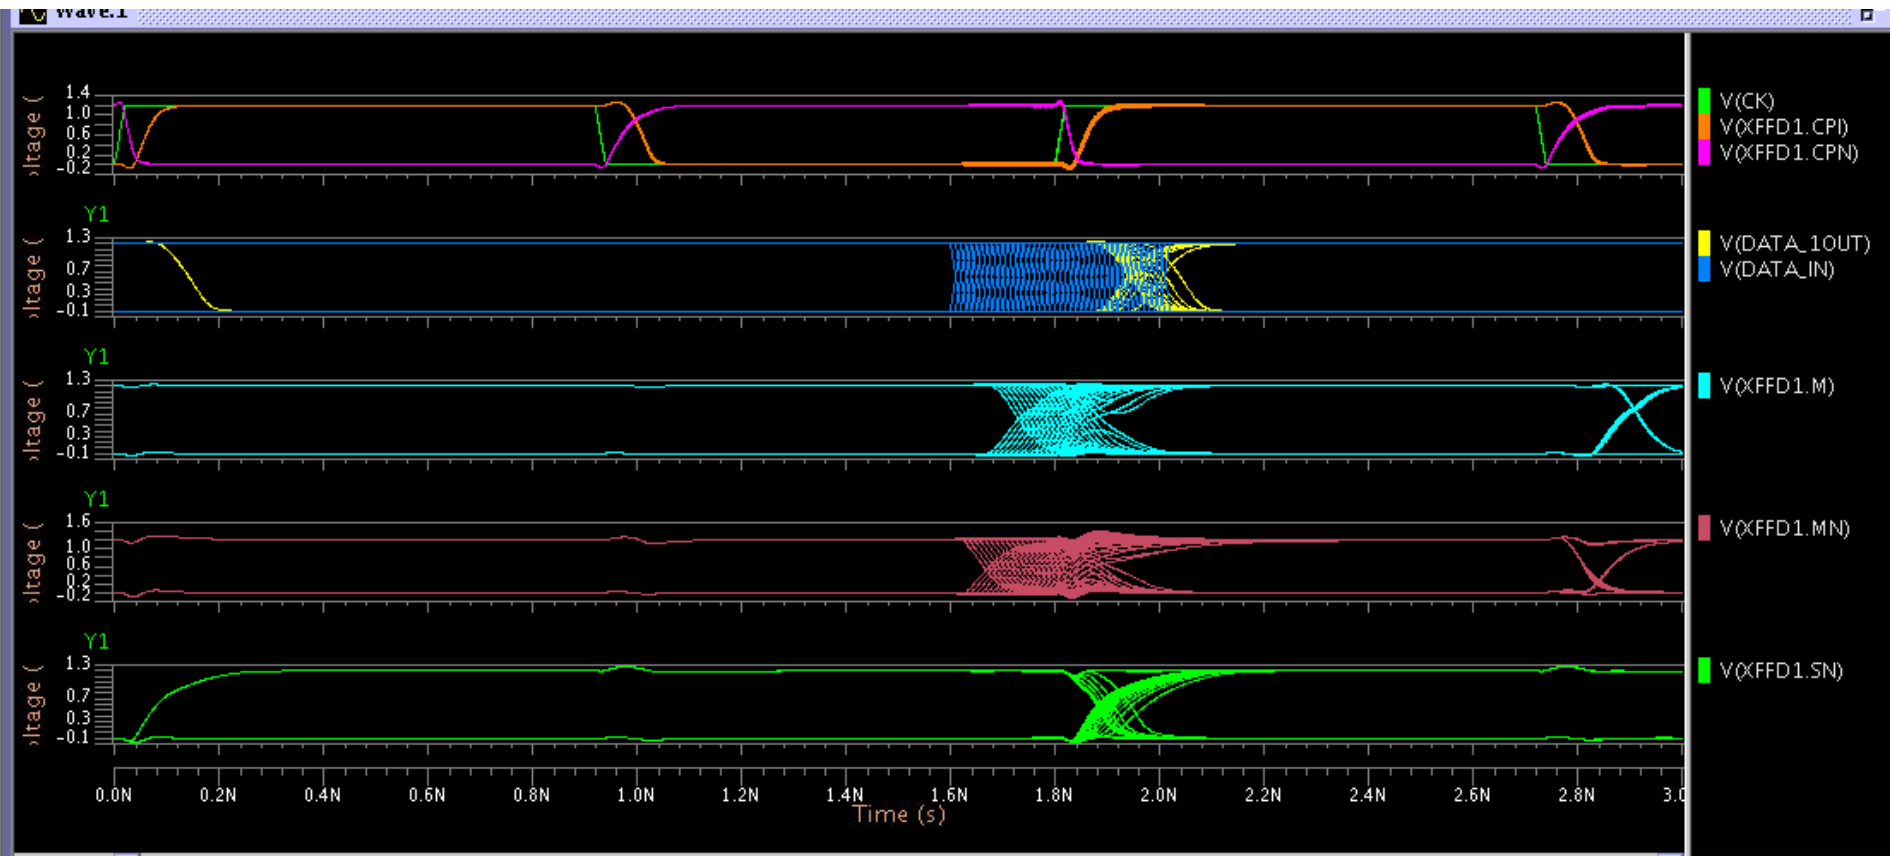 Wave.1
1.4
1.0
0.6
0.2
-0.2
V(CK)
V(XFFD1.CPI)
V(XFFD1.CPN)
Y1
1.3
0.7
0.3
-0.1
V(DATA_1OUT)
V(DATA_IN)
Y1
1.3
0.7
0.3
-0.1
V(XFFD1.M)
Y1
1.6
1.0
0.6
0.2
-0.2
V(XFFD1.MN)
Y1
1.3
0.7
0.3
-0.1
V(XFFD1.SN)
0.0N 0.2N 0.4N 0.6N 0.8N 1.0N 1.2N 1.4N 1.6N 1.8N 2.0N 2.2N 2.4N 2.6N 2.8N 3.0
Time (s)